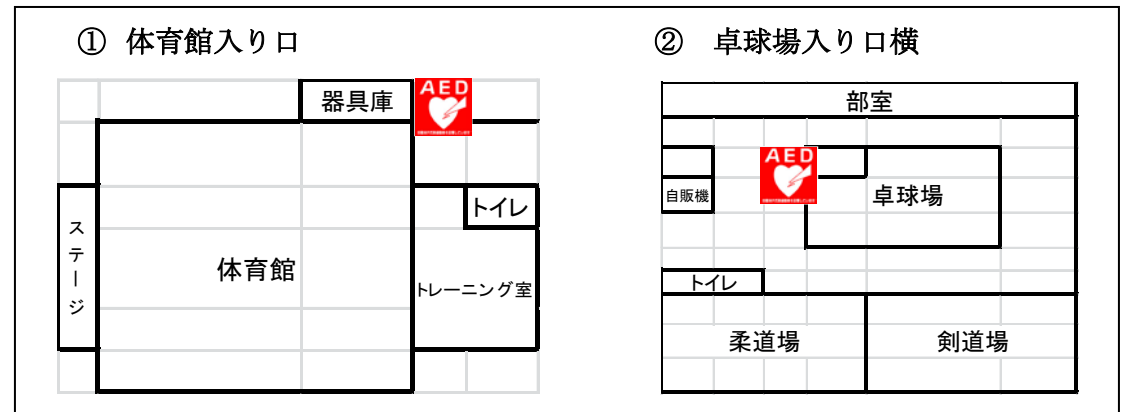 ① 体育館入り口
器具庫
AED
トイレ
ステージ
体育館
トレーニング室
② 卓球場入り口横
部室
AED
自販機
卓球場
トイレ
柔道場
剣道場